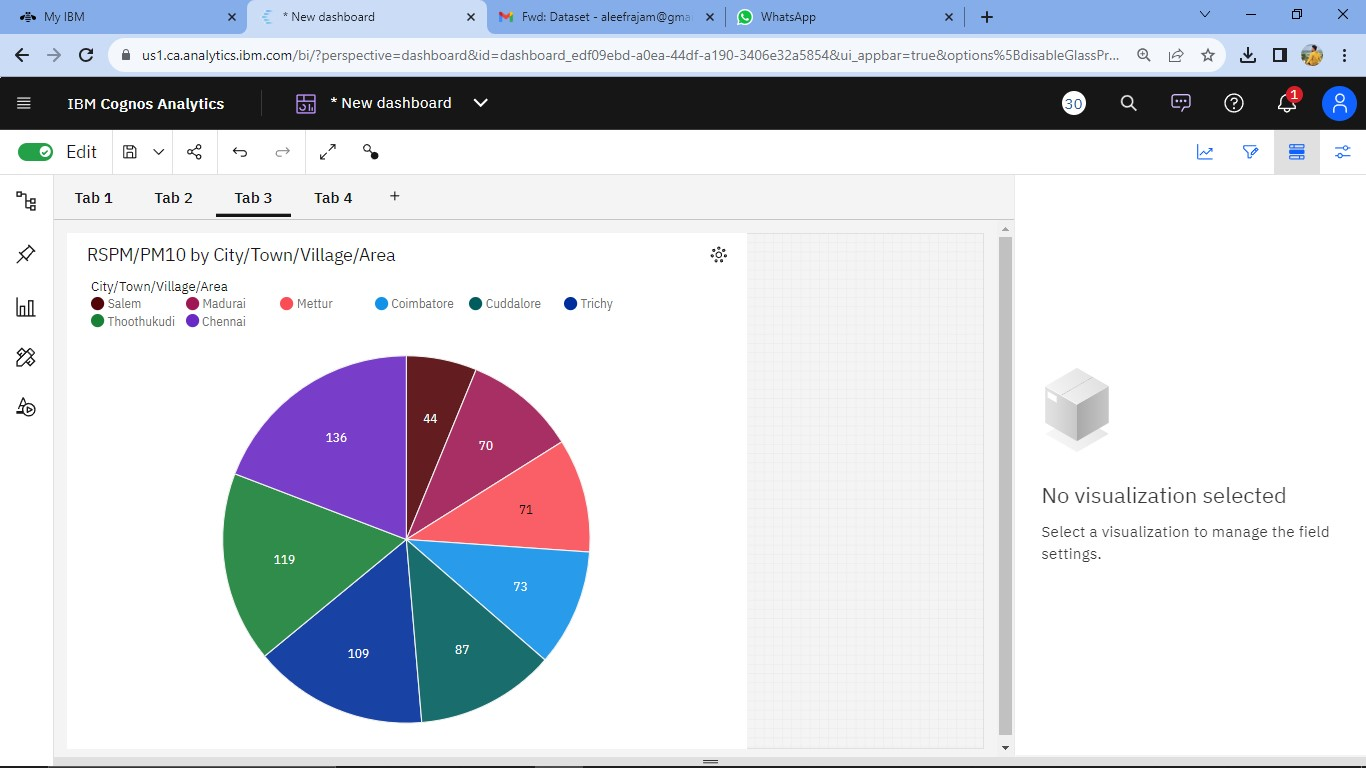 My IBM
* New dashboard
Fwd: Dataset - aleefrajam@gma
WhatsApp
us1.ca.analytics.ibm.com/bi/?perspective=dashboard&id=dashboard_edf09ebd-a0ea-44df-a190-3406e32a5854&ui_appbar=true&options%5BdisableGlassPr...
IBM Cognos Analytics
* New dashboard
30
1
Edit
Tab 1 Tab 2 Tab 3 Tab 4 +
RSPM/PM10 by City/Town/Village/Area
City/Town/Village/Area
Salem Madurai Mettur Coimbatore Cuddalore Trichy
Thoothukudi Chennai
44
136
70
71
119
73
87
109
No visualization selected
Select a visualization to manage the field
settings.